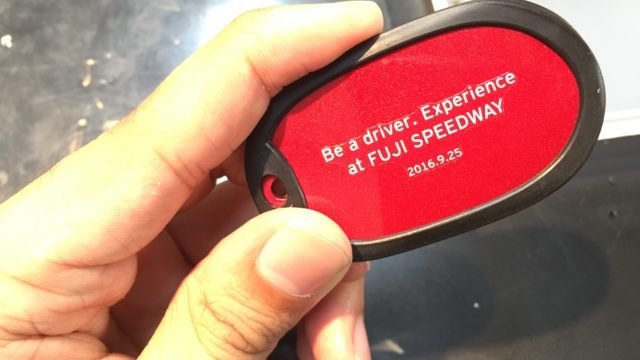 Be a driver. Experience
at FUJI SPEEDWAY
2016.9.25